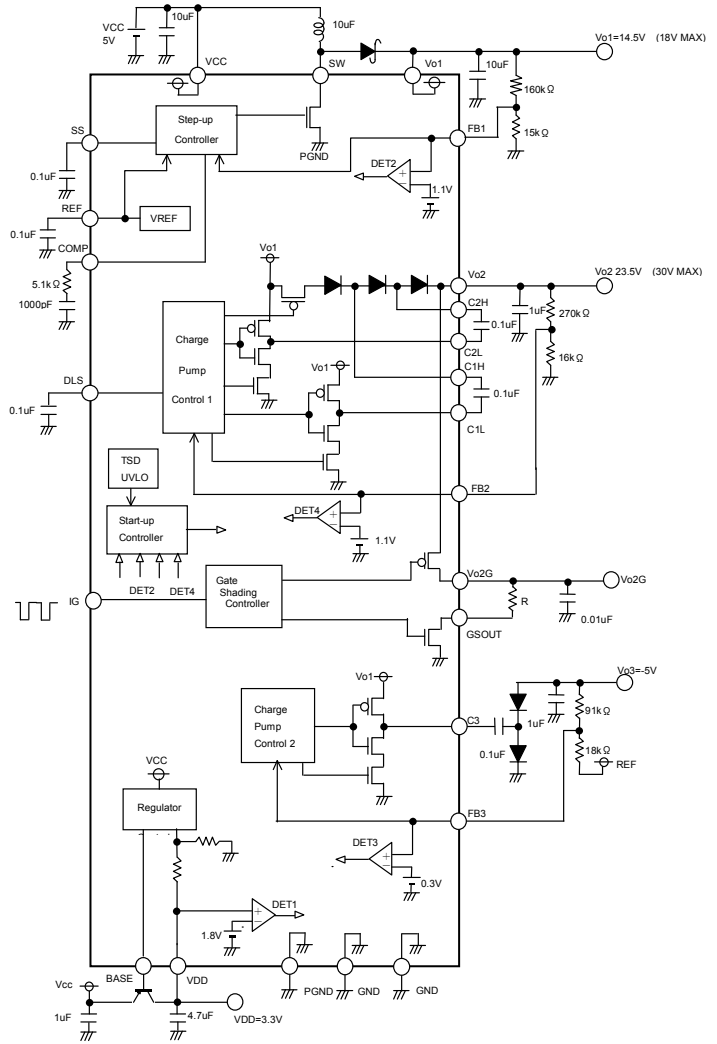 VCC
5V
10uF
10uF
Vo1=14.5V (18V MAX)
VCC
SW
Vo1
10uF
160kΩ
15kΩ
SS
Step-up
Controller
PGND
FB1
DET2
+
−
1.1V
0.1uF
REF
VREF
0.1uF
COMP
5.1kΩ
1000pF
Vo1
Vo2
Vo2 23.5V (30V MAX)
C2H
1uF
270kΩ
0.1uF
16kΩ
C2L
C1H
0.1uF
C1L
Charge
Pump
Control 1
Vo1
DLS
0.1uF
TSD
UVLO
FB2
DET4
+
−
1.1V
Start-up
Controller
DET2 DET4
IG
Gate
Shading
Controller
Vo2G
Vo2G
R
0.01uF
GSOUT
Vo1
Vo3=-5V
Charge
Pump
Control 2
C3
1uF
91kΩ
0.1uF
18kΩ
REF
VCC
Regulator
FB3
DET3
+
−
0.3V
DET1
+
−
1.8V
BASE
VDD
PGND
GND
GND
Vcc
1uF
4.7uF
VDD=3.3V